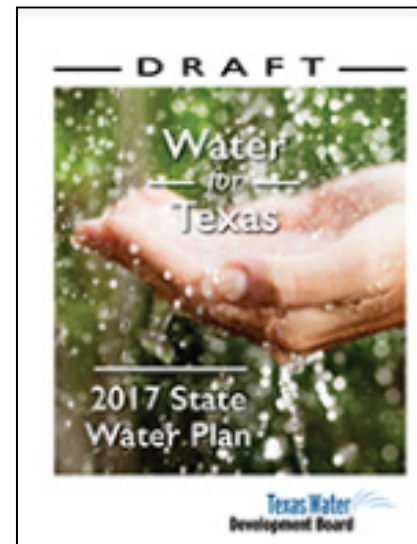 DRAFT
Water
for
Texas
2017 State
Water Plan
Texas Water
Development Board